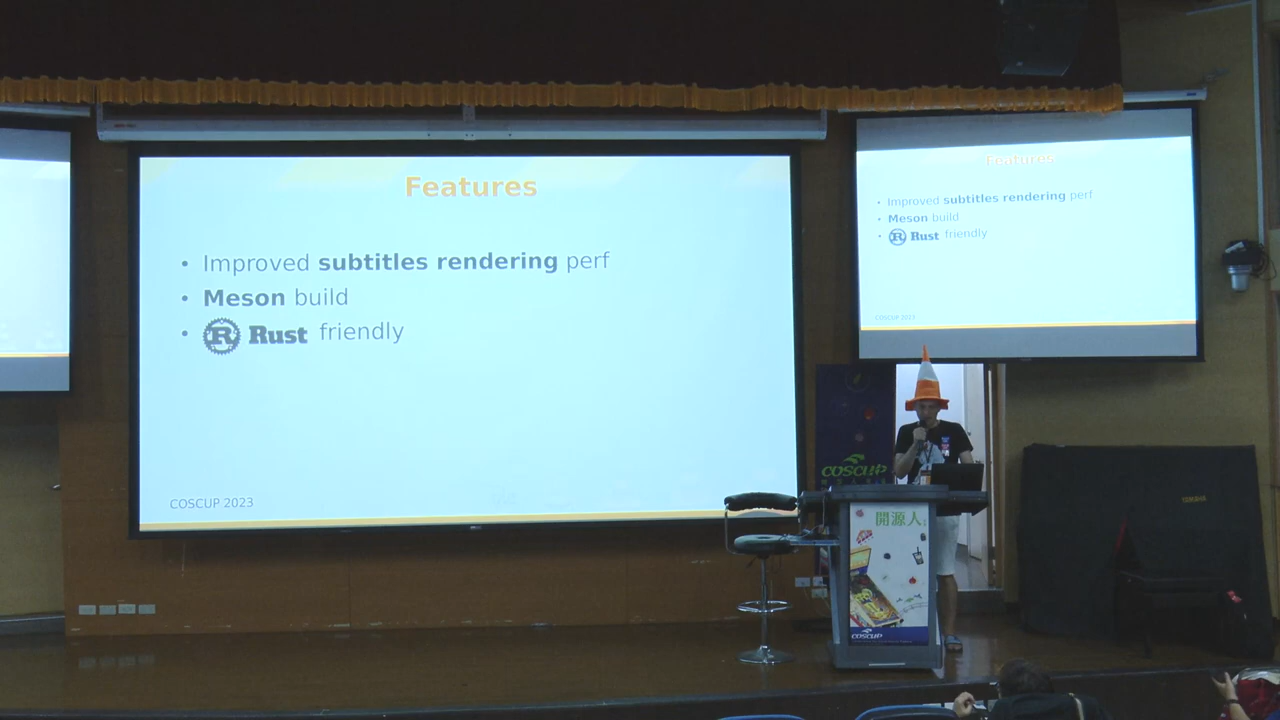 Features
• Improved subtitles rendering perf
• Meson build
• Rust friendly
COSCUP 2023
Features
• Improved subtitles rendering perf
• Meson build
• Rust friendly
COSCUP 2023
COSCUP
開源人
COSCUP